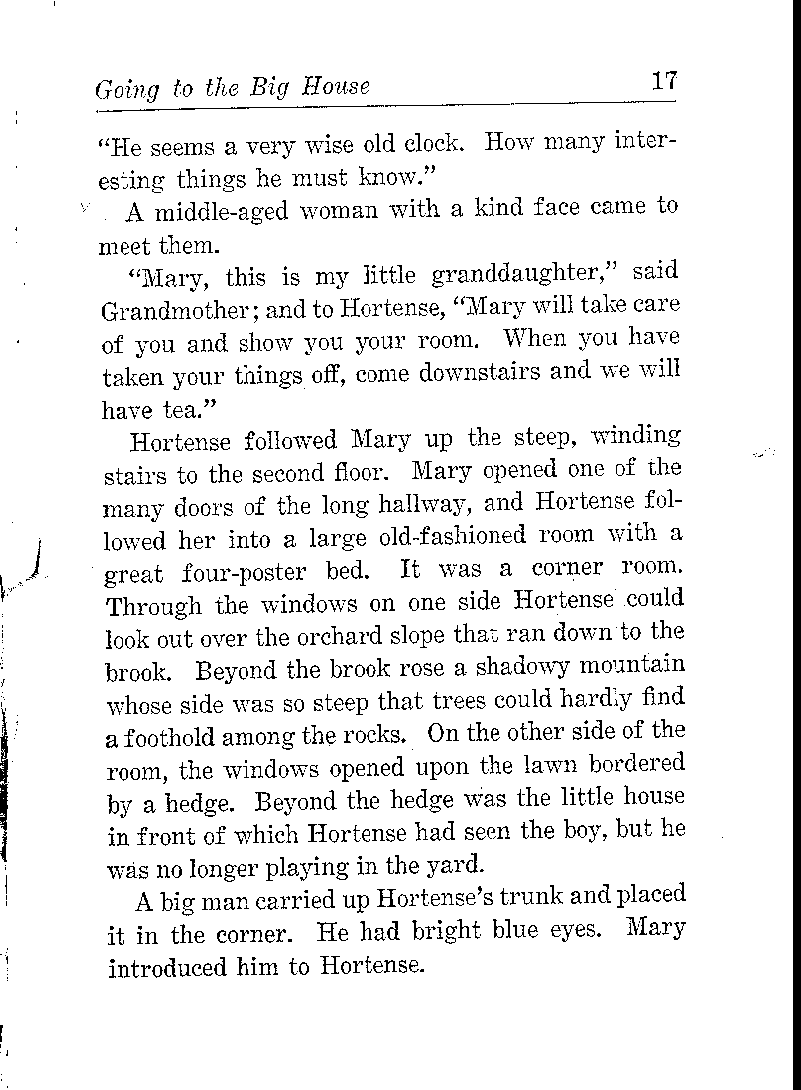 Going to the Big House 17
“He seems a very wise old clock. How many inter-
esting things he must know.”
A middle-aged woman with a kind face came to
meet them.
“Mary, this is my little granddaughter,” said
Grandmother; and to Hortense, “Mary will take care
of you and show you your room. When you have
taken your things off, come downstairs and we will
have tea.”
Hortense followed Mary up the steep, winding
stairs to the second floor. Mary opened one of the
many doors of the long hallway, and Hortense fol-
lowed her into a large old-fashioned room with a
great four-poster bed. It was a corner room.
Through the windows on one side Hortense could
look out over the orchard slope that ran down to the
brook. Beyond the brook rose a shadowy mountain
whose side was so steep that trees could hardly find
a foothold among the rocks. On the other side of the
room, the windows opened upon the lawn bordered
by a hedge. Beyond the hedge was the little house
in front of which Hortense had seen the boy, but he
was no longer playing in the yard.
A big man carried up Hortense’s trunk and placed
it in the corner. He had bright blue eyes. Mary
introduced him to Hortense.